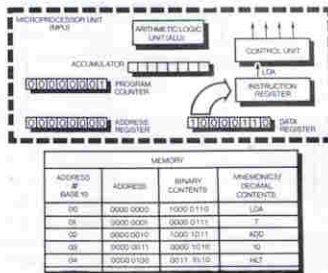 MICROPROCESSOR UNIT
(MPU)
ARITHMETIC LOGIC
UNIT (ALU)
CONTROL UNIT
ACCUMULATOR
LDA
INSTRUCTION
REGISTER
00000001 PROGRAM
COUNTER
00000000 ADDRESS
REGISTER
10000110 DATA
REGISTER
MEMORY
ADDRESS
#
BASE 10
ADDRESS
BINARY
CONTENTS
MNEMONICS/
DECIMAL
CONTENTS
00 0000 0000 1000 0110 LDA
01 0000 0001 0000 0111 7
02 0000 0010 1000 1011 ADD
03 0000 0011 0000 1010 10
04 0000 0100 0011 1110 HLT